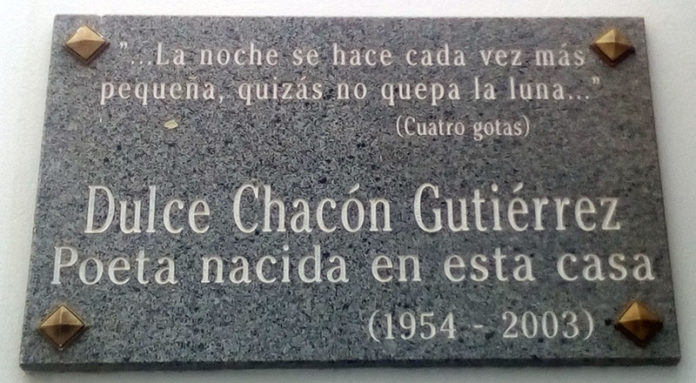 "...La noche se hace cada vez más
pequeña, quizás no quepa la luna..."
(Cuatro gotas)
Dulce Chacón Gutiérrez
Poeta nacida en esta casa
(1954 - 2003)